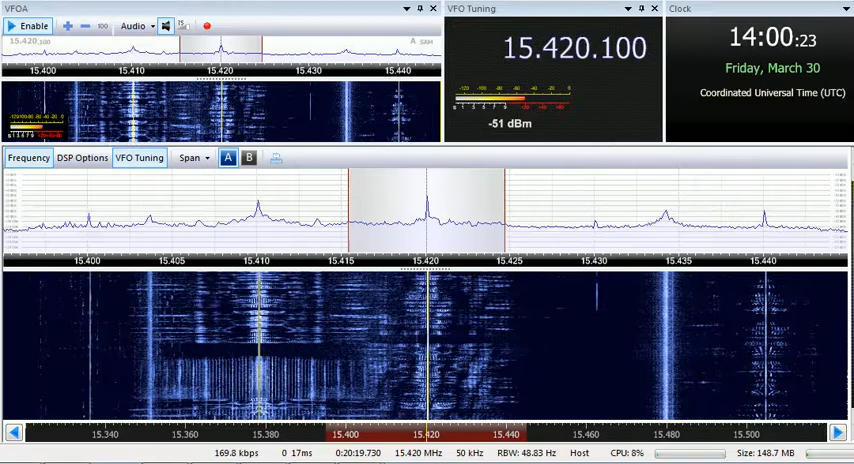 VFOA
Enable 100 Audio
15.420.100 A SAM
15.400 15.410 15.420 15.430 15.440
VFO Tuning
15.420.100
-51 dBm
Clock
14:00:23
Friday, March 30
Coordinated Universal Time (UTC)
Frequency DSP Options VFO Tuning Span A B
15.400 15.405 15.410 15.415 15.420 15.425 15.430 15.435 15.440
15.340 15.360 15.380 15.400 15.420 15.440 15.460 15.480 15.500
169.8 kbps 0 17ms 0:20:19.730 15.420 MHz 50 kHz RBW: 48.83 Hz Host CPU: 8% Size: 148.7 MB